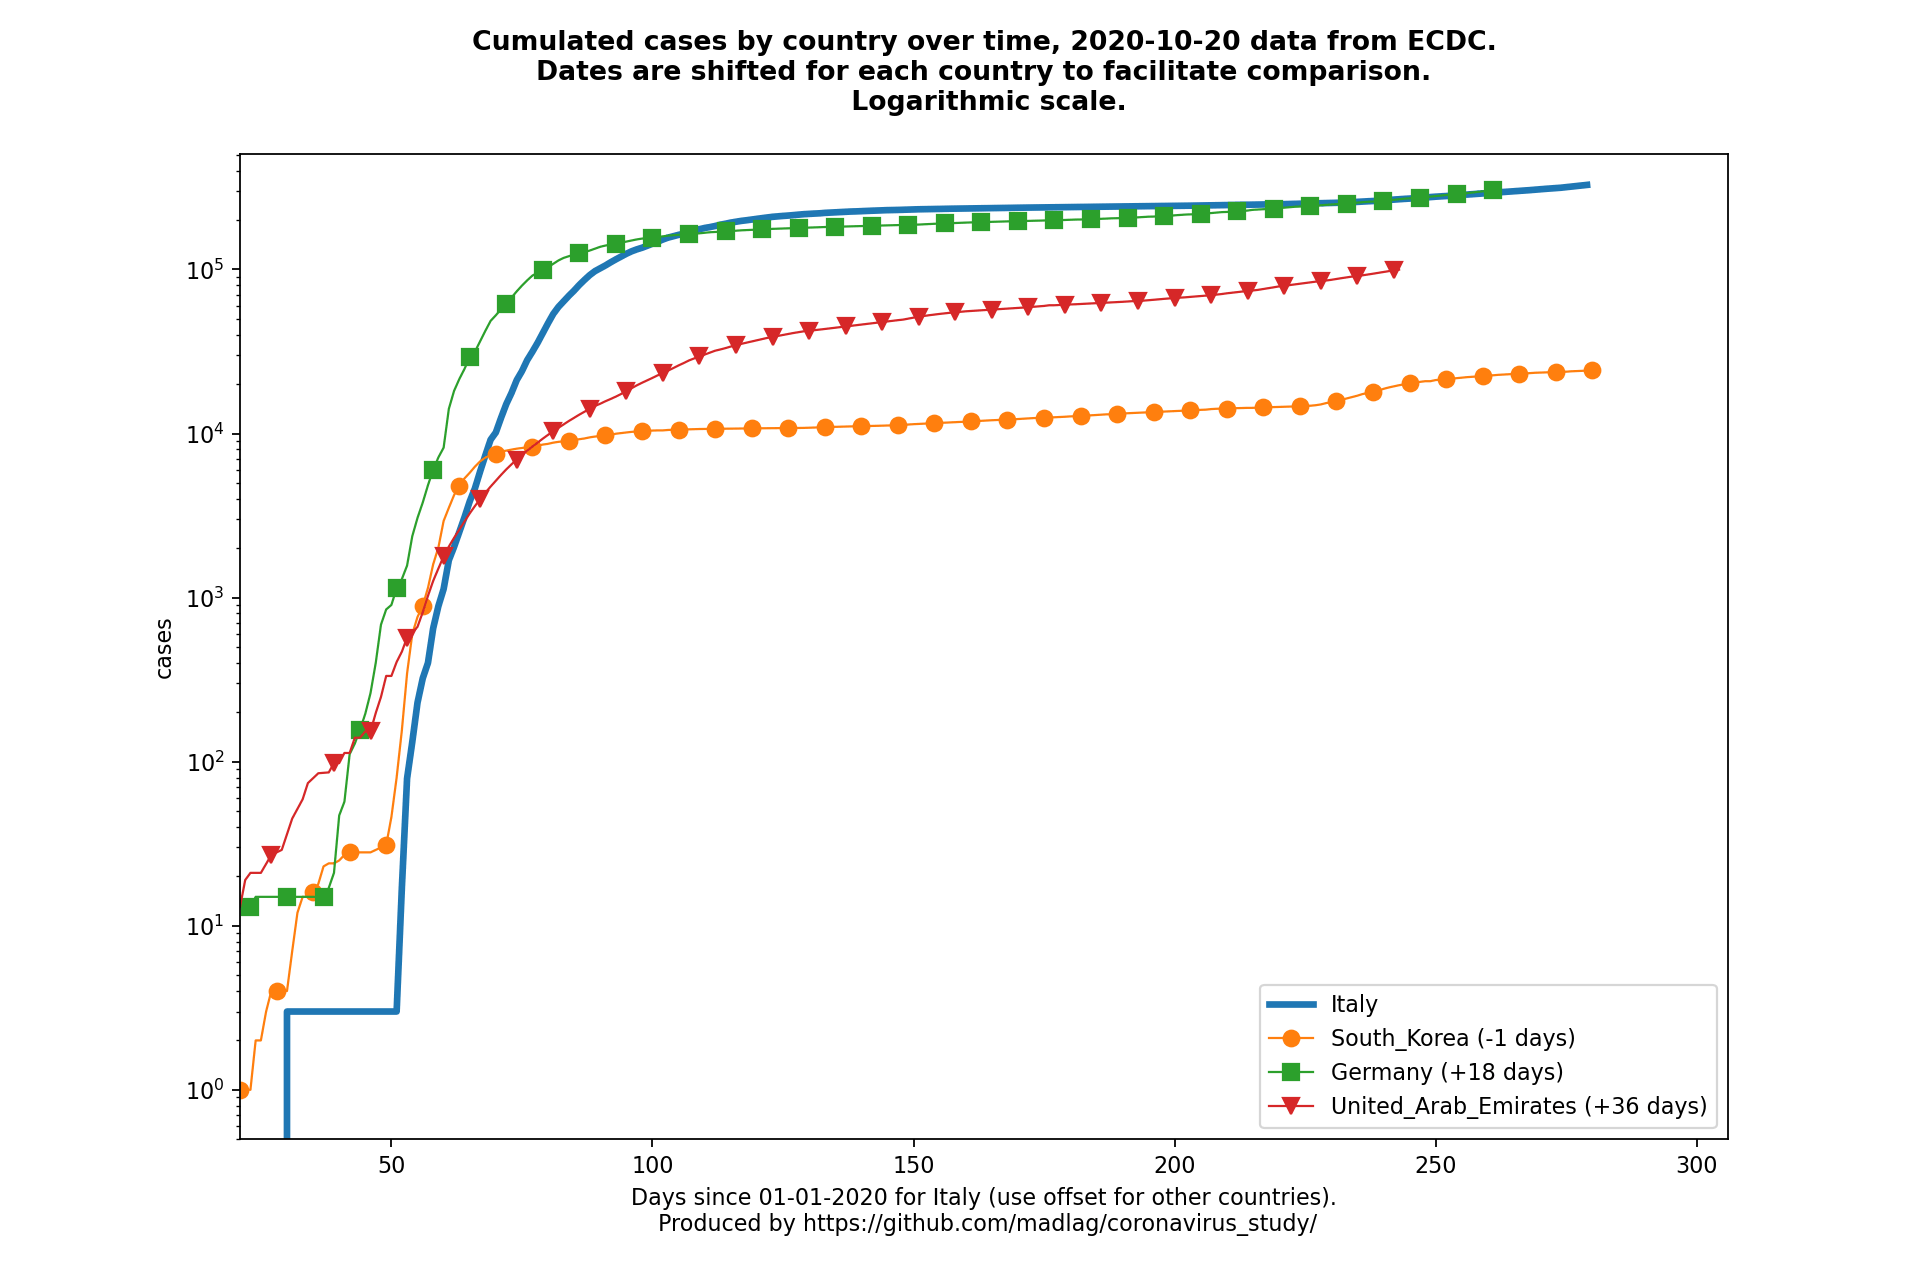 Cumulated cases by country over time, 2020-10-20 data from ECDC.
Dates are shifted for each country to facilitate comparison.
Logarithmic scale.
10^5
10^4
10^3
10^2
10^1
10^0
cases
Italy
South_Korea (-1 days)
Germany (+18 days)
United_Arab_Emirates (+36 days)
50 100 150 200 250 300
Days since 01-01-2020 for Italy (use offset for other countries).
Produced by https://github.com/madlag/coronavirus_study/